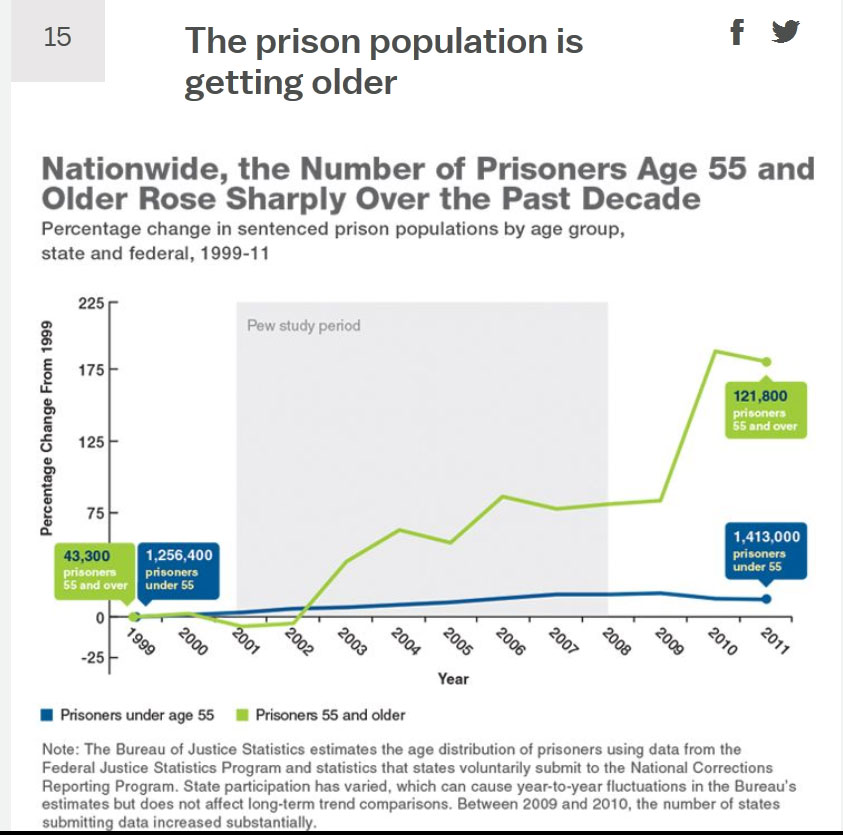 15
The prison population is
getting older
Nationwide, the Number of Prisoners Age 55 and
Older Rose Sharply Over the Past Decade
Percentage change in sentenced prison populations by age group,
state and federal, 1999-11
Percentage Change From 1999
225
175
125
75
0
-25
Pew study period
121,800
prisoners
55 and over
1,413,000
prisoners
under 55
43,300
prisoners
55 and over
1,256,400
prisoners
under 55
1999
2000
2001
2002
2003
2004
2005
2006
2007
2008
2009
2010
2011
Year
Prisoners under age 55
Prisoners 55 and older
Note: The Bureau of Justice Statistics estimates the age distribution of prisoners using data from the
Federal Justice Statistics Program and statistics that states voluntarily submit to the National Corrections
Reporting Program. State participation has varied, which can cause year-to-year fluctuations in the Bureau's
estimates but does not affect long-term trend comparisons. Between 2009 and 2010, the number of states
submitting data increased substantially.